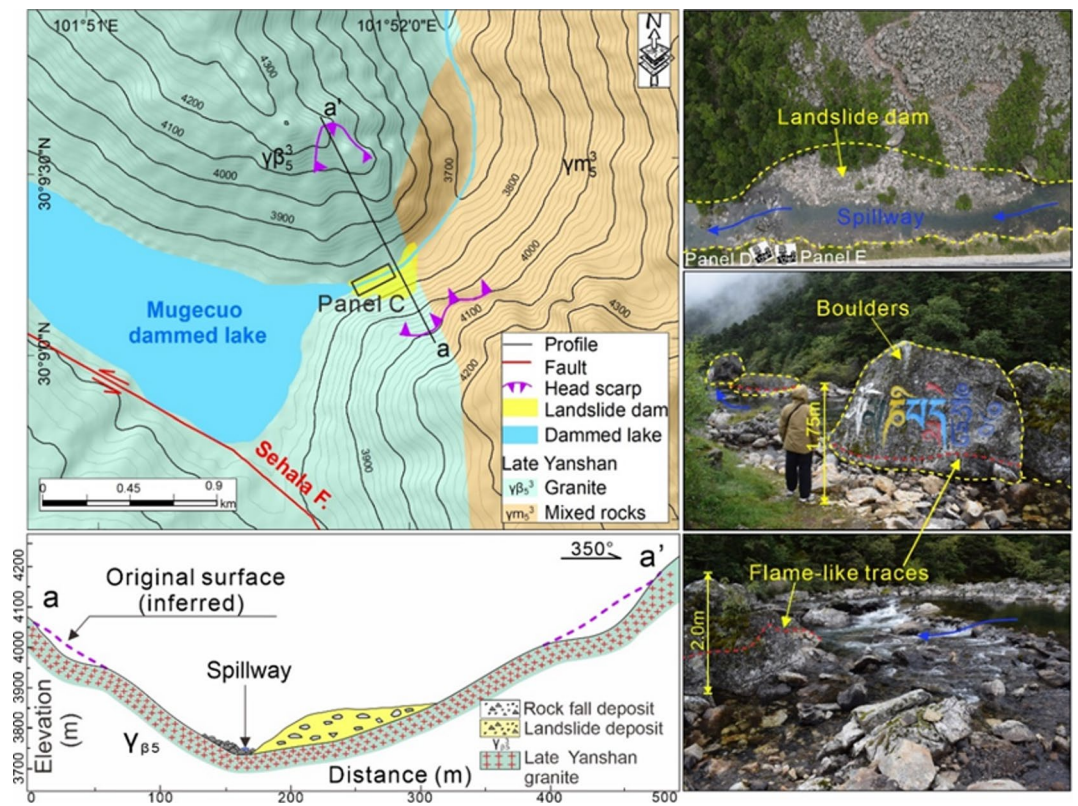 101°51'E
101°52'0"E
N
4300
4200
4100
4000
3900
a'
γβ₅³
3700
3800
γm₅³
4000
4100
4300
4200
3900
30°9'30"N
30°9'0"N
Mugecuo
dammed lake
Panel C
a
Sehala F.
0 0.45 0.9
km
Profile
Fault
Head scarp
Landslide dam
Dammed lake
Late Yanshan
γβ₅³ Granite
γm₅³ Mixed rocks
Landslide dam
Spillway
Panel D
Panel E
Boulders
1.75m
Flame-like traces
2.0m
350°
a
a’
Original surface
(inferred)
Spillway
4200
4100
4000
3900
3800
3700
Elevation
(m)
γβ5
Rock fall deposit
Landslide deposit
Late Yanshan
granite
Distance (m)
0 100 200 300 400 500